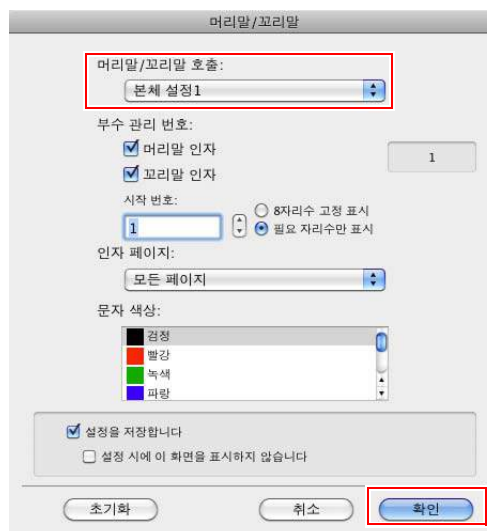 머리말/꼬리말
머리말/꼬리말 호출:
본체 설정1
부수 관리 번호:
머리말 인자
꼬리말 인자
1
시작 번호:
1
8자리수 고정 표시
필요 자리수만 표시
인자 페이지:
모든 페이지
문자 색상:
검정
빨강
녹색
파랑
설정을 저장합니다
설정 시에 이 화면을 표시하지 않습니다
초기화 취소 확인